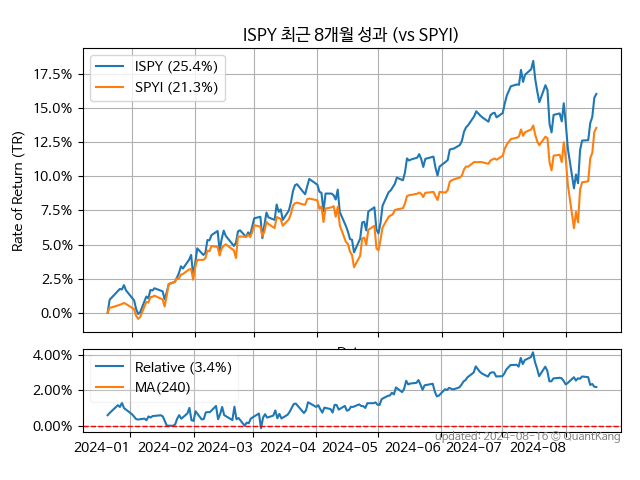 ISPY 최근 8개월 성과 (vs SPYI)
ISPY (25.4%)
SPYI (21.3%)
Rate of Return (TR)
17.5%
15.0%
12.5%
10.0%
7.5%
5.0%
2.5%
0.0%
Relative (3.4%)
MA(240)
4.00%
2.00%
0.00%
2024-01 2024-02 2024-03 2024-04 2024-05 2024-06 2024-07 2024-08
updated: 2024-08-16 © QuantKang